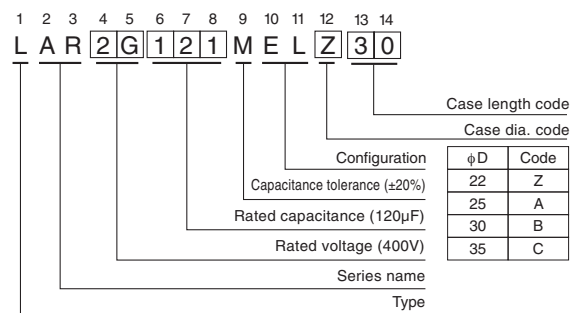 1 2 3 4 5 6 7 8 9 10 11 12 13 14
L A R 2 G 1 2 1 M E L Z 3 0
Case length code
Case dia. code
Configuration
Capacitance tolerance (±20%)
Rated capacitance (120µF)
Rated voltage (400V)
Series name
Type
ϕD Code
22 Z
25 A
30 B
35 C